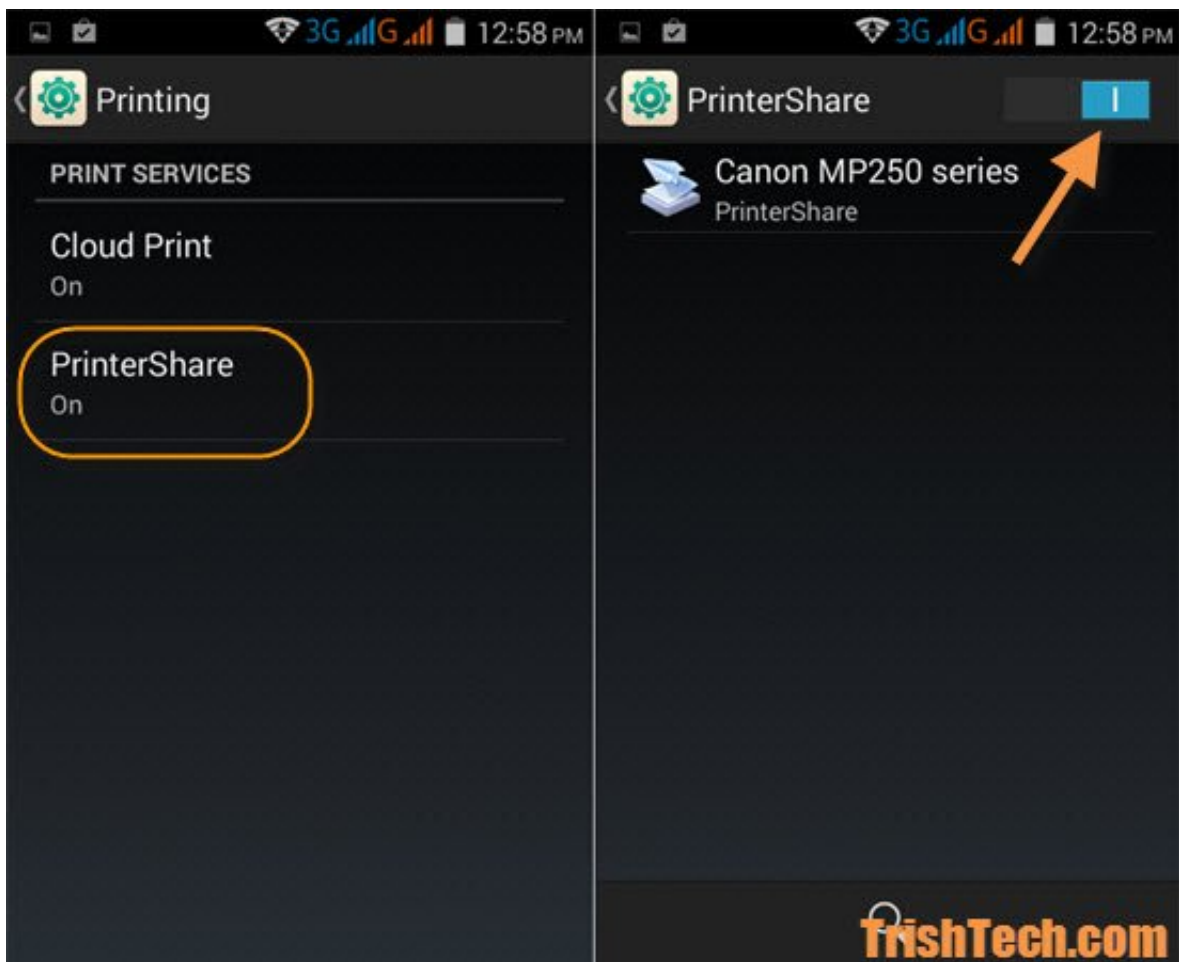 3G G 12:58 PM
Printing
PRINT SERVICES
Cloud Print
On
PrinterShare
On
3G G 12:58 PM
PrinterShare
Canon MP250 series
PrinterShare
TrishTech.com